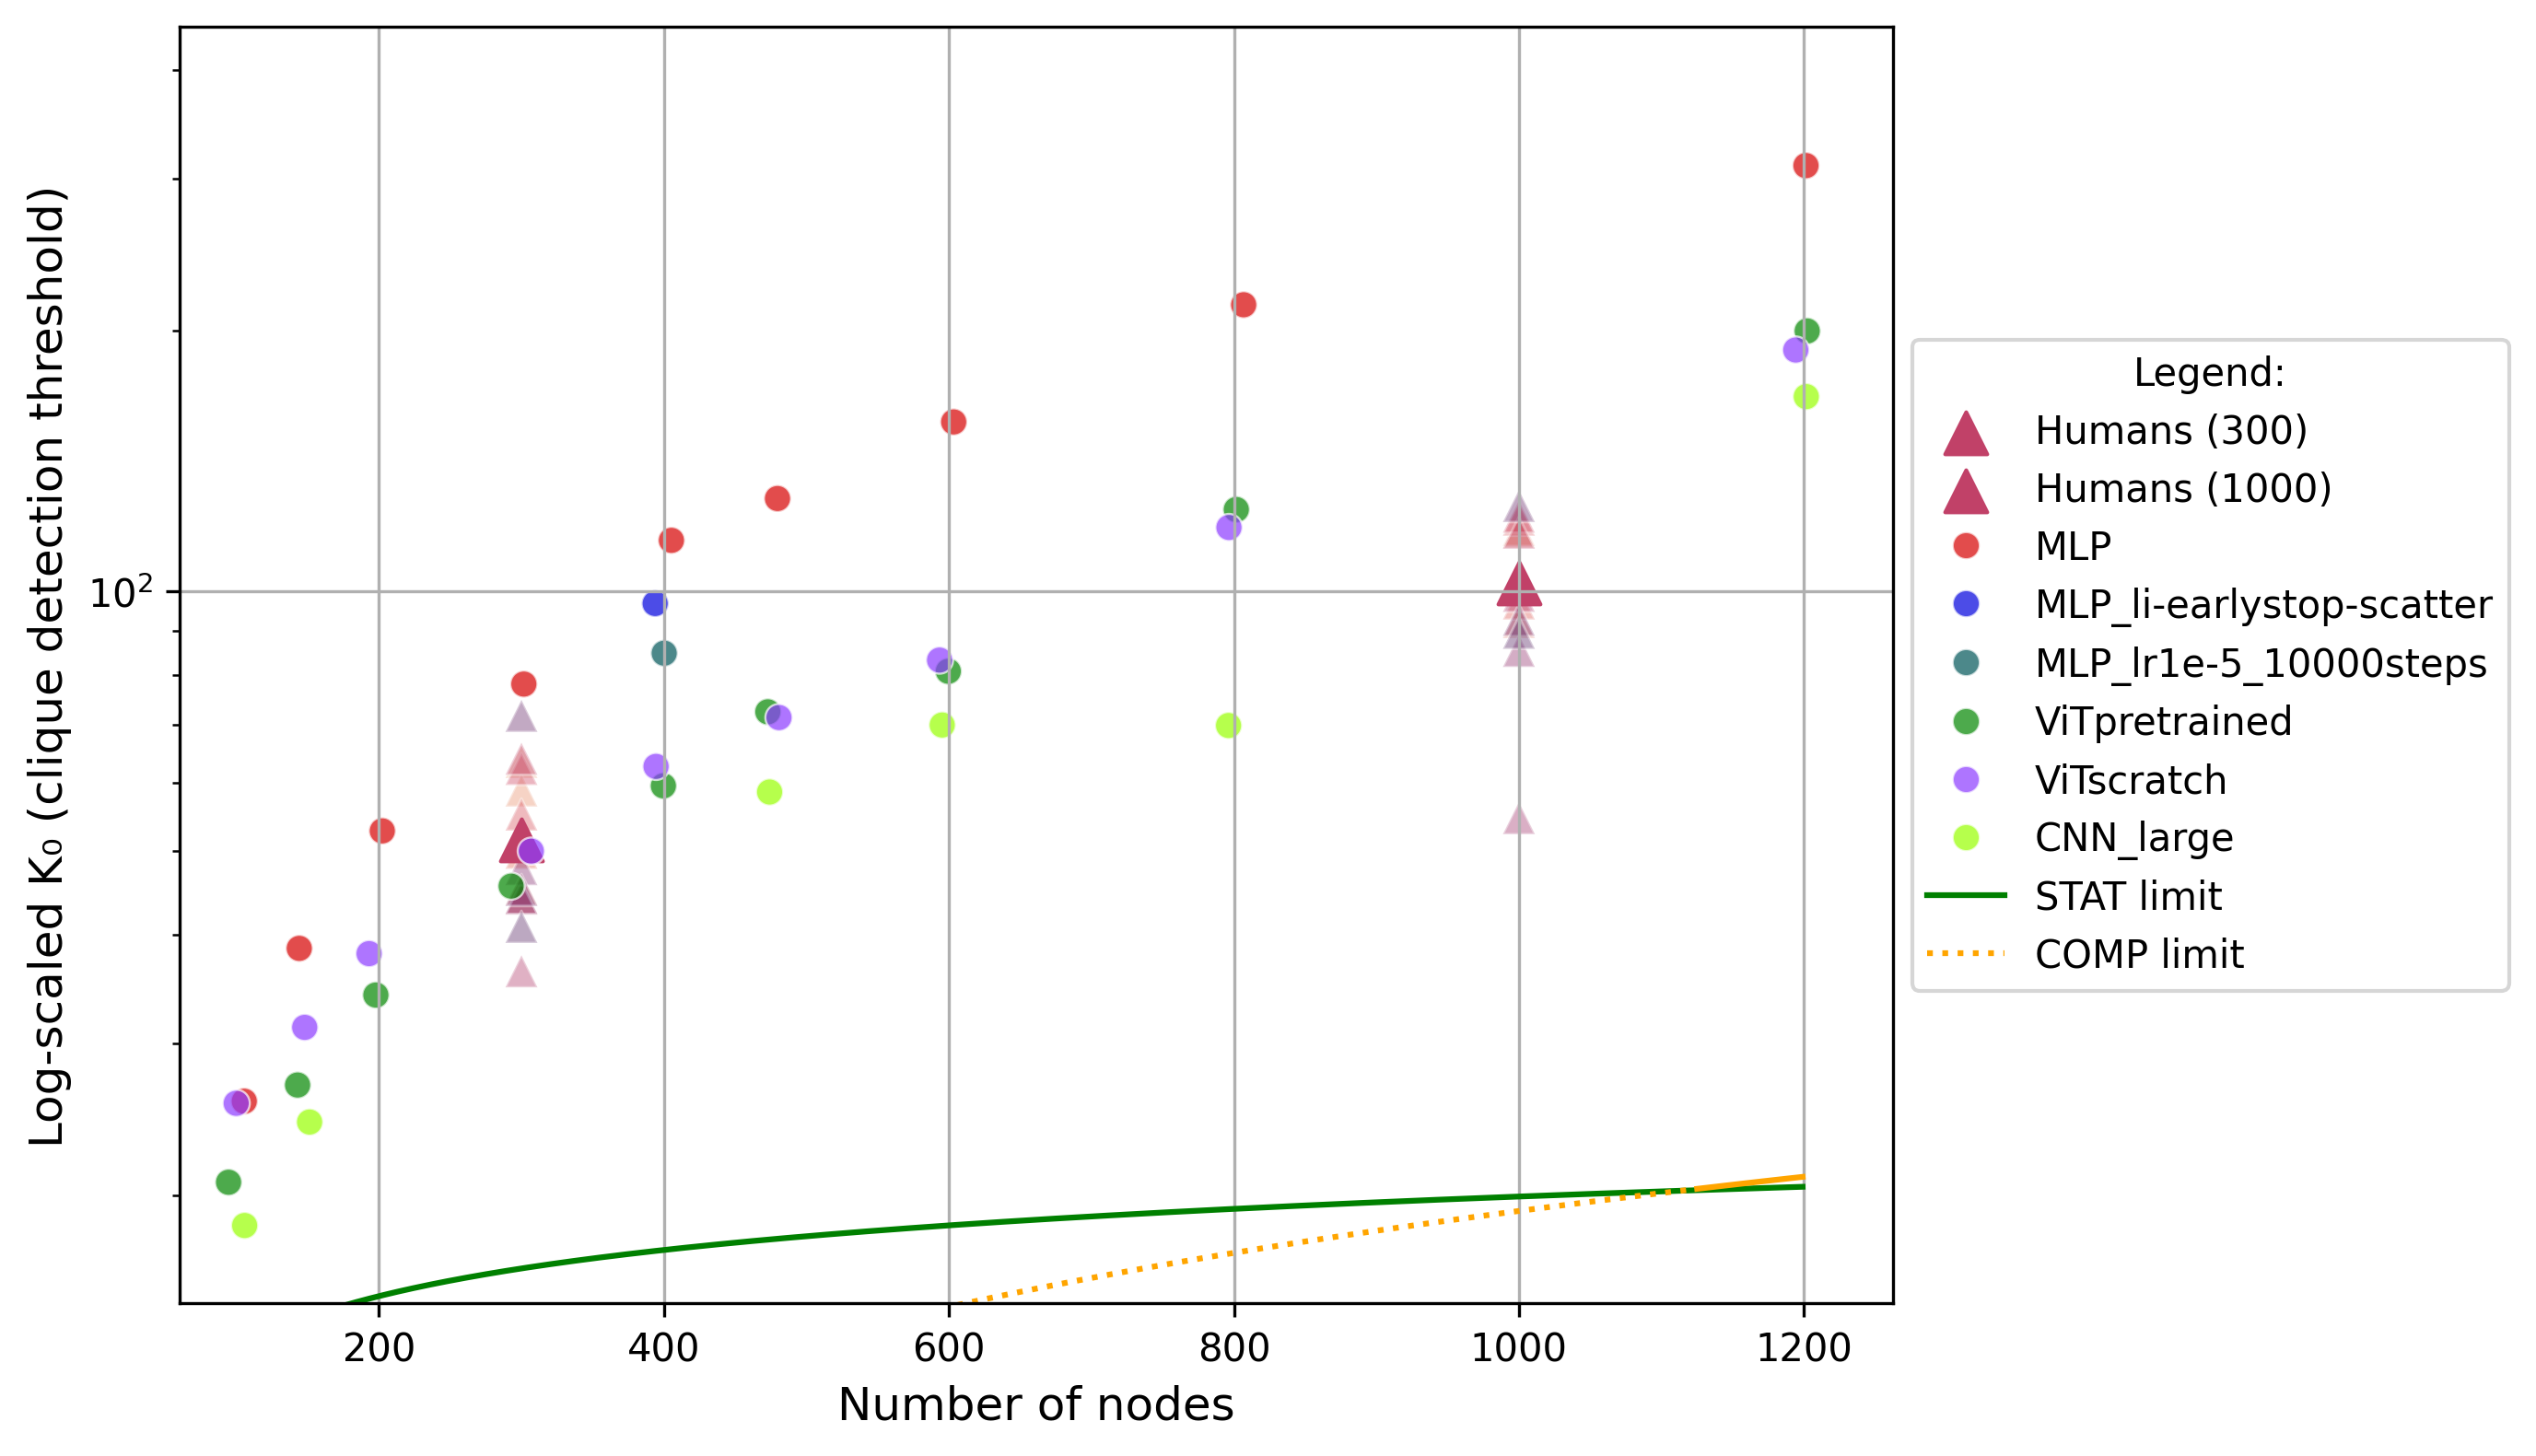 Log-scaled K₀ (clique detection threshold)
10²
200 400 600 800 1000 1200
Number of nodes
Legend:
Humans (300)
Humans (1000)
MLP
MLP_li-earlystop-scatter
MLP_lr1e-5_10000steps
ViTpretrained
ViTscratch
CNN_large
STAT limit
COMP limit